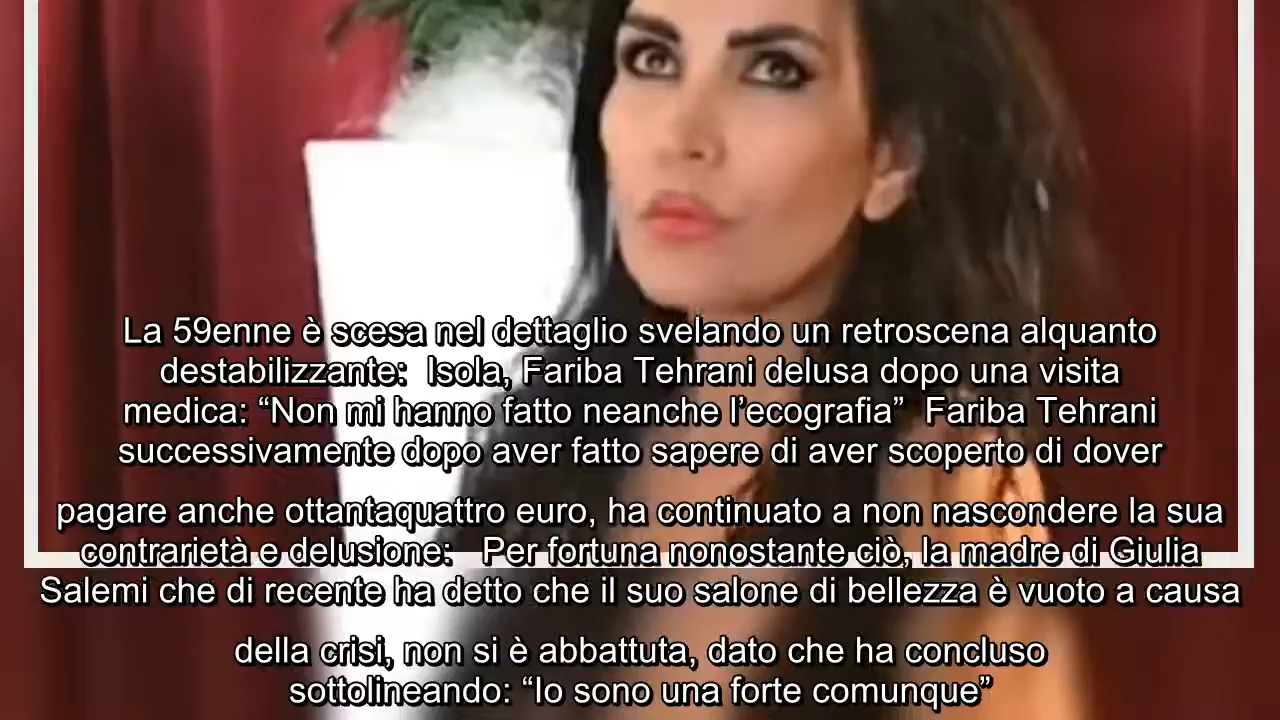 La 59enne è scesa nel dettaglio svelando un retroscena alquanto
destabilizzante:  Isola, Fariba Tehrani delusa dopo una visita
medica: “Non mi hanno fatto neanche l’ecografia”  Fariba Tehrani
successivamente dopo aver fatto sapere di aver scoperto di dover
pagare anche ottantaquattro euro, ha continuato a non nascondere la sua
contrarietà e delusione:   Per fortuna nonostante ciò, la madre di Giulia
Salemi che di recente ha detto che il suo salone di bellezza è vuoto a causa
della crisi, non si è abbattuta, dato che ha concluso
sottolineando: “Io sono una forte comunque”